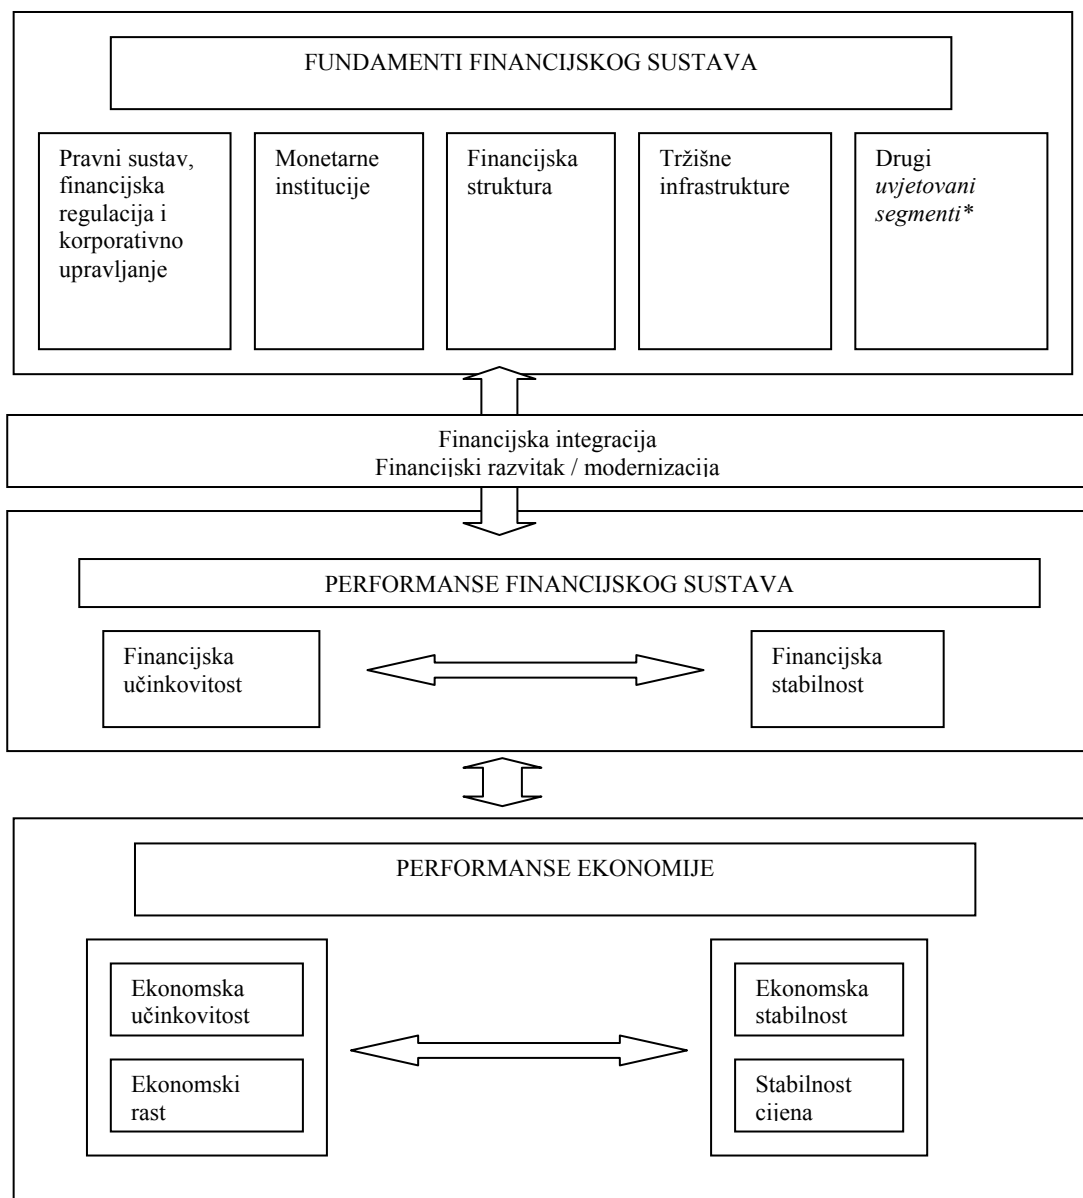 FUNDAMENTI FINANCIJSKOG SUSTAVA
Pravni sustav,
financijska
regulacija i
korporativno
upravljanje
Monetarne
institucije
Financijska
struktura
Tržišne
infrastrukture
Drugi
uvjetovani
segmenti*
Financijska integracija
Financijski razvitak / modernizacija
PERFORMANSE FINANCIJSKOG SUSTAVA
Financijska
učinkovitost
Financijska
stabilnost
PERFORMANSE EKONOMIJE
Ekonomska
učinkovitost
Ekonomski
rast
Ekonomska
stabilnost
Stabilnost
cijena